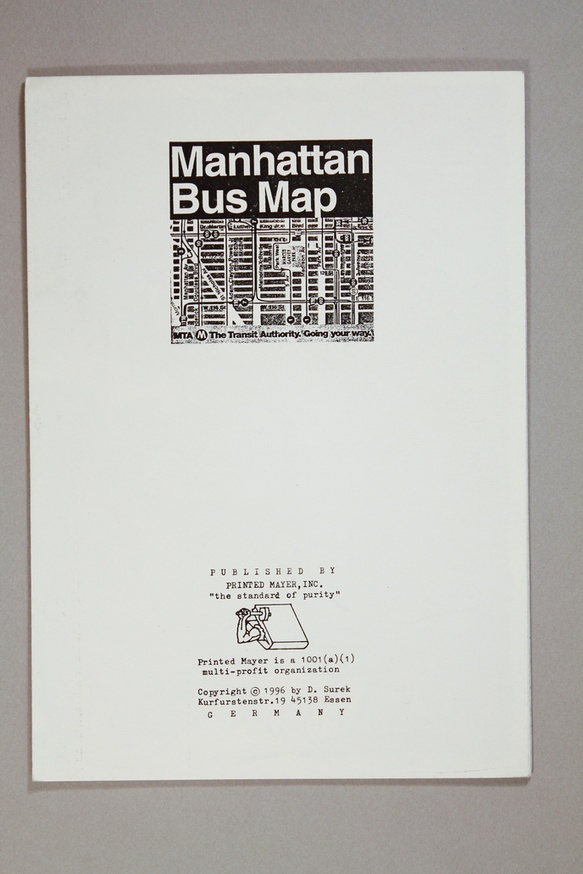 Manhattan
Bus Map
MTA M The Transit Authority. Going your way.
PUBLISHED BY
PRINTED MAYER,INC.
"the standard of purity"
Printed Mayer is a 1001(a)(1)
multi-profit organization
Copyright © 1996 by D. Surek
Kurfurstenstr.19 45138 Essen
GERMANY